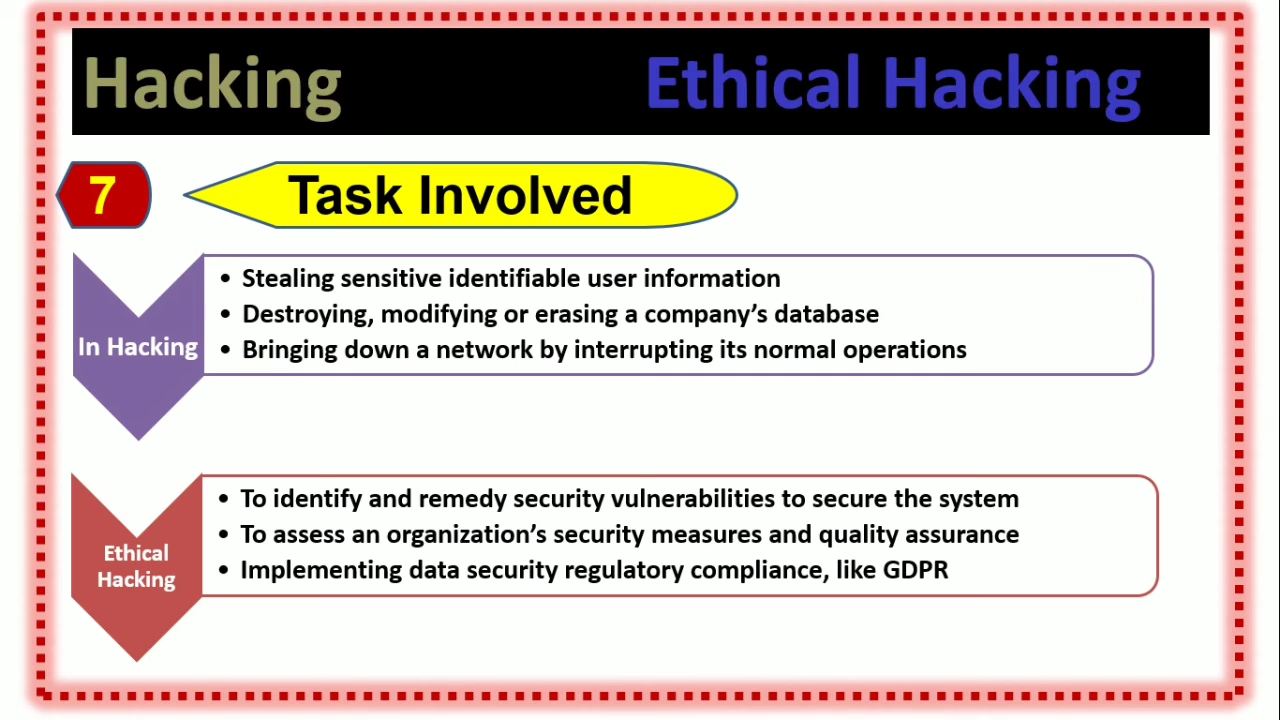 Hacking Ethical Hacking
7 Task Involved
• Stealing sensitive identifiable user information
• Destroying, modifying or erasing a company’s database
In Hacking • Bringing down a network by interrupting its normal operations
• To identify and remedy security vulnerabilities to secure the system
• To assess an organization’s security measures and quality assurance
Ethical
Hacking
• Implementing data security regulatory compliance, like GDPR